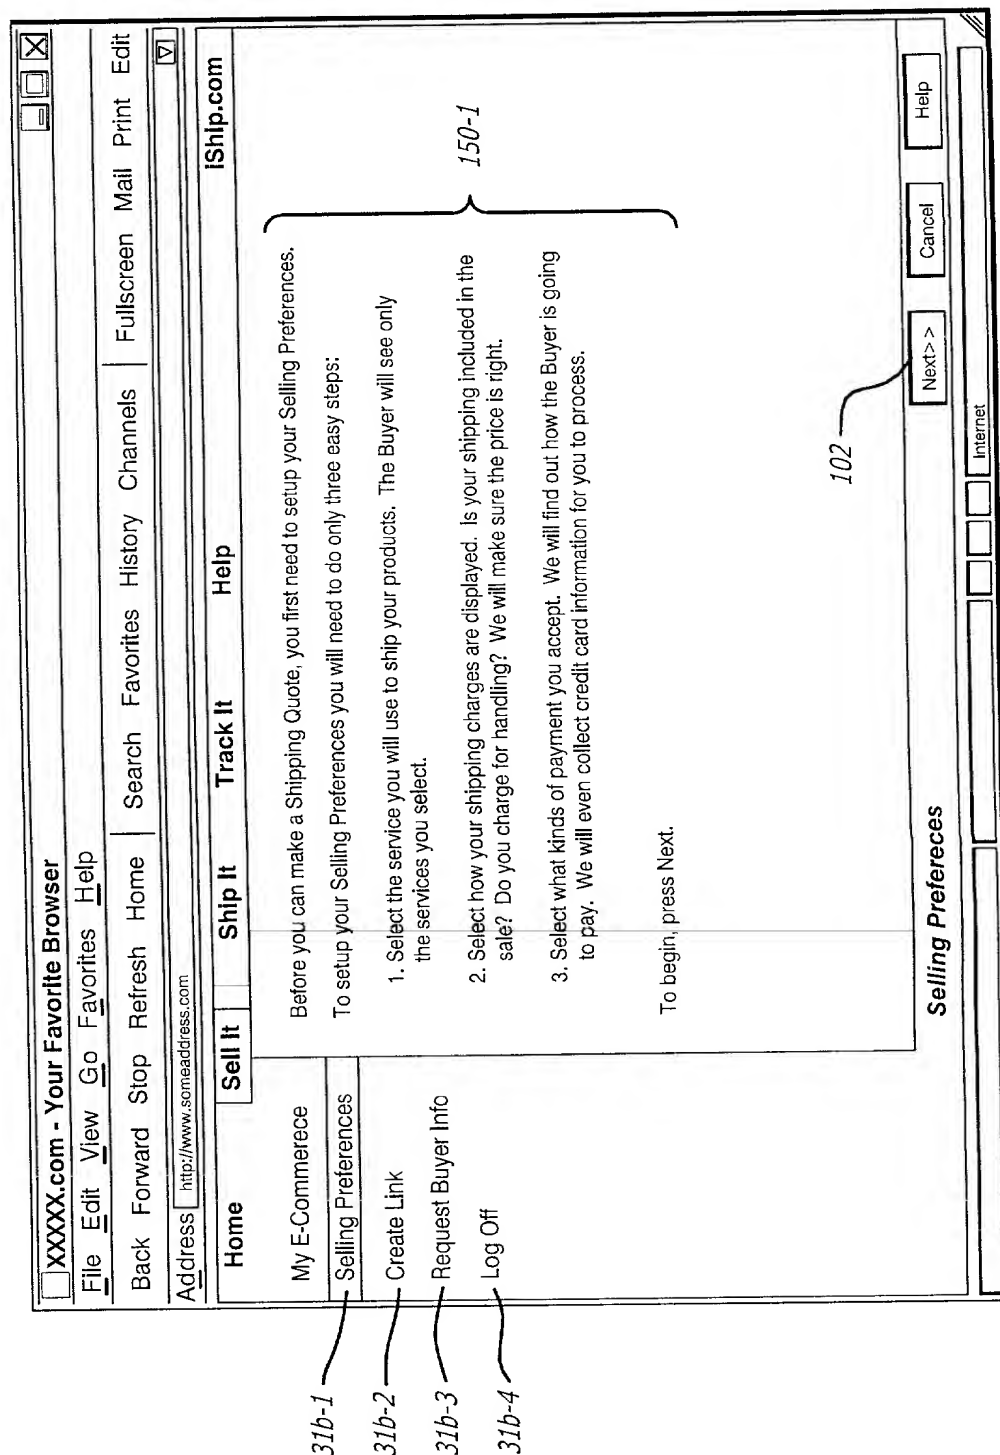 XXXXX.com - Your Favorite Browser
File Edit View Go Favorites Help
Back Forward Stop Refresh Home Search Favorites History Channels Fullscreen Mail Print Edit
Address http://www.someaddress.com
Home Sell It Ship It Track It Help iShip.com
My E-Commerece
Selling Preferences
Create Link
Request Buyer Info
Log Off
31b-1
31b-2
31b-3
31b-4
Before you can make a Shipping Quote, you first need to setup your Selling Preferences.
To setup your Selling Preferences you will need to do only three easy steps:
1. Select the service you will use to ship your products. The Buyer will see only
the services you select.
2. Select how your shipping charges are displayed. Is your shipping included in the
sale? Do you charge for handling? We will make sure the price is right.
3. Select what kinds of payment you accept. We will find out how the Buyer is going
to pay. We will even collect credit card information for you to process.
To begin, press Next.
150-1
102
Selling Prefereces
Next> >
Cancel
Help
Internet